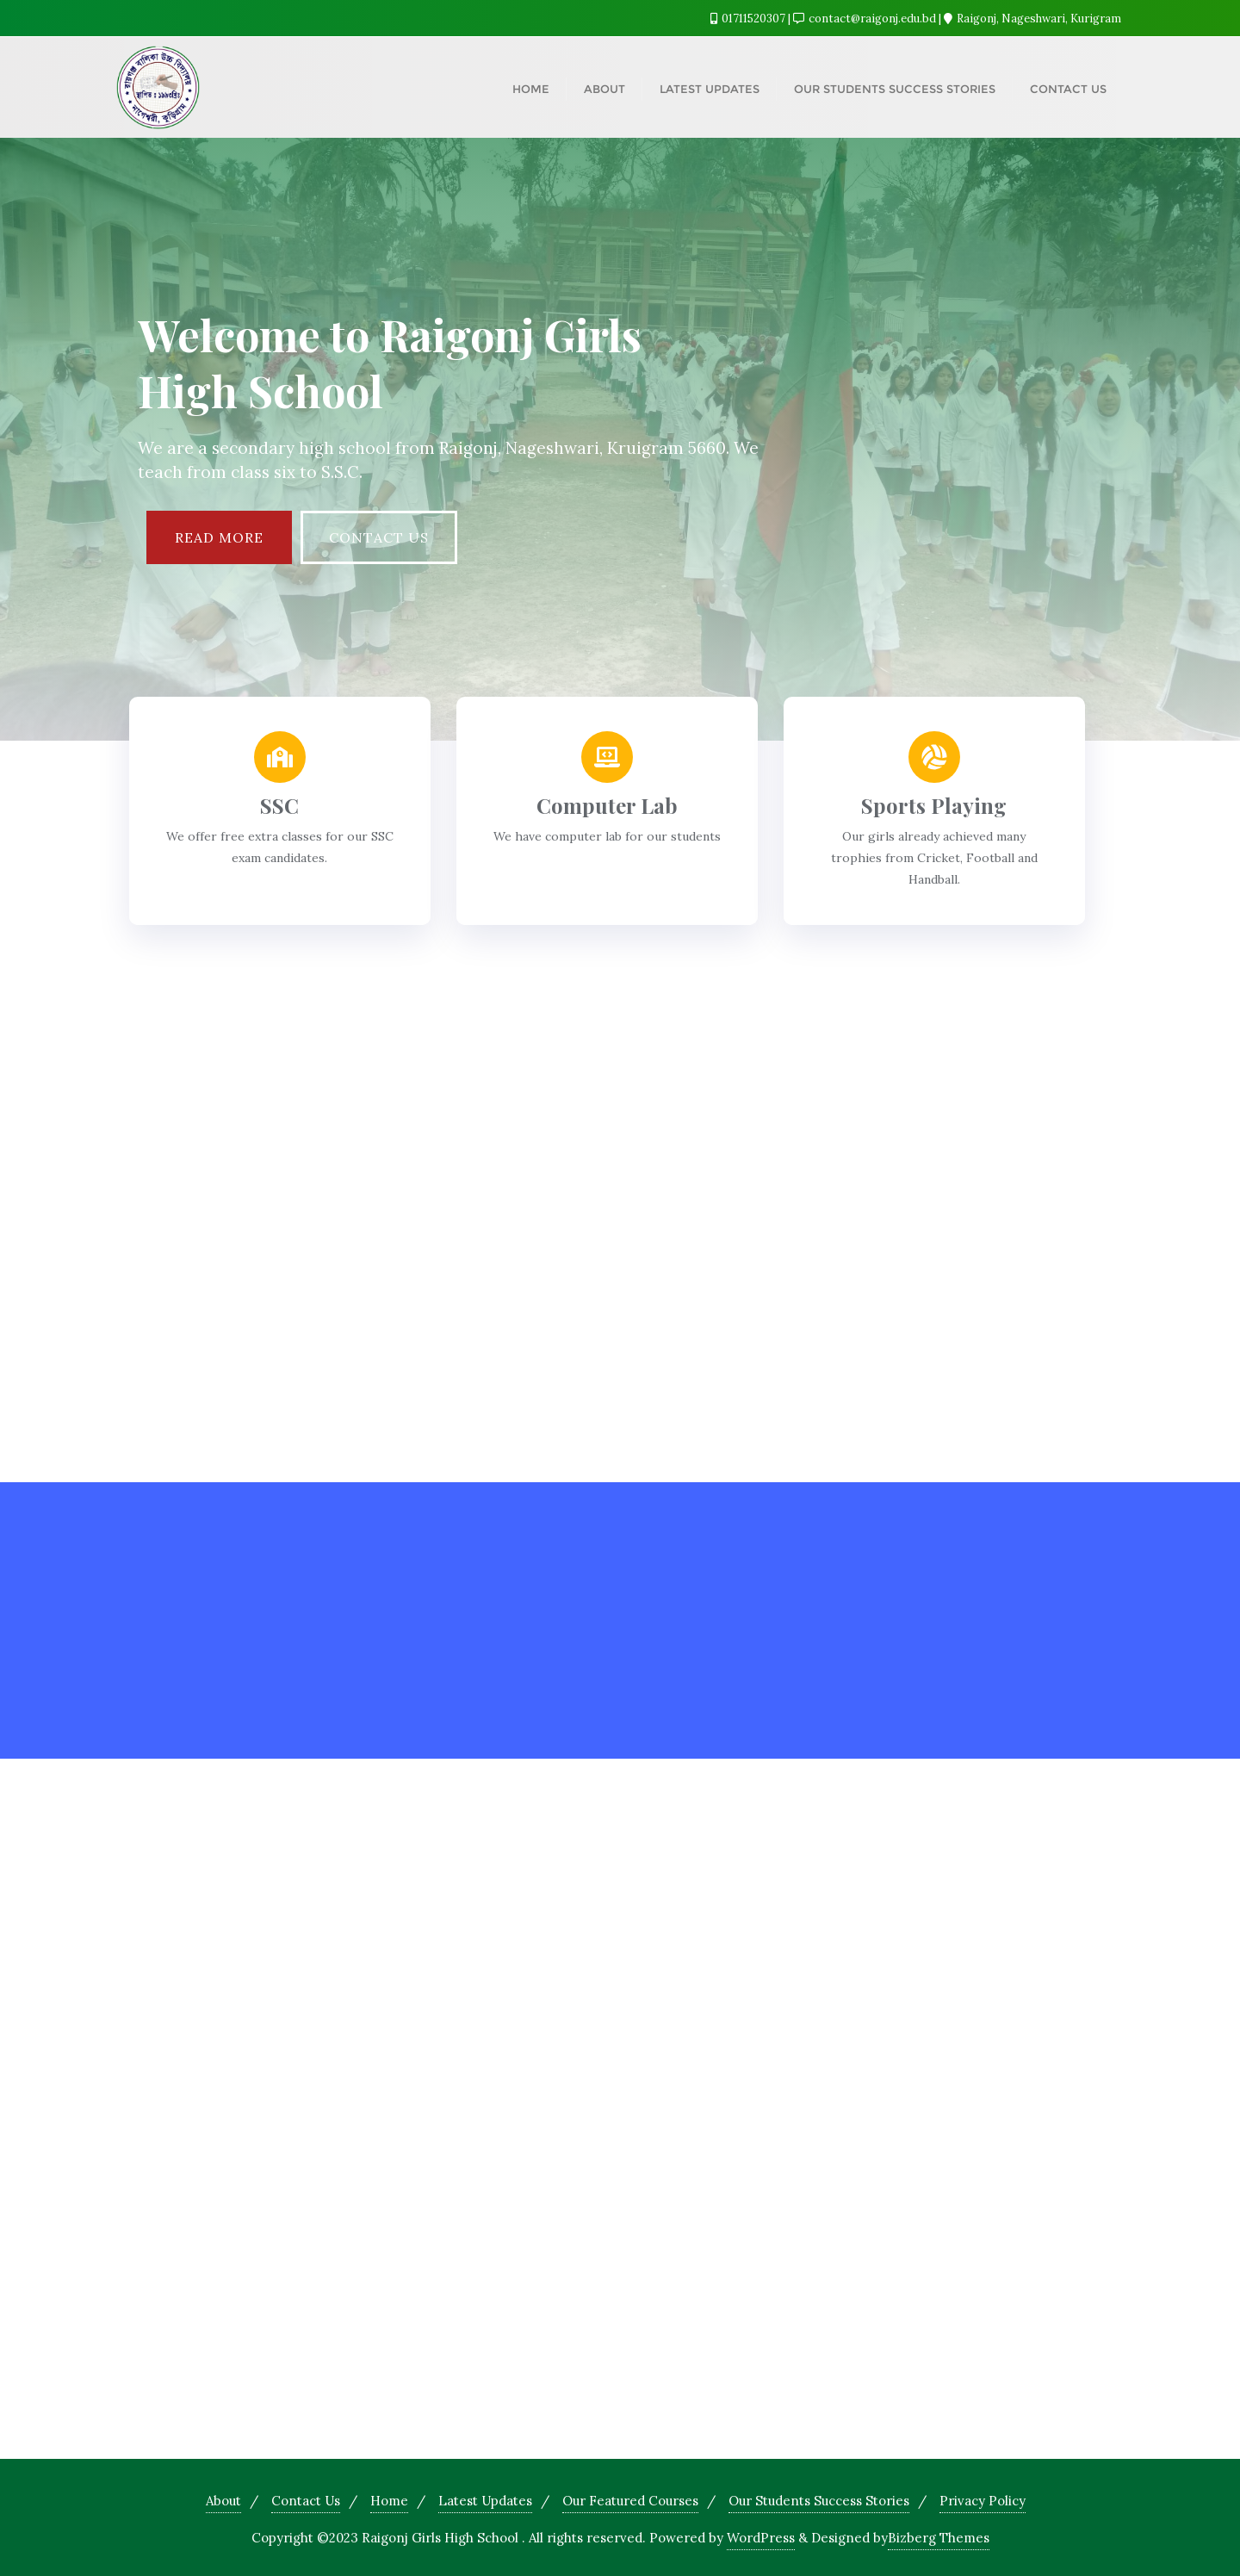 01711520307 | contact@raigonj.edu.bd | Raigonj, Nageshwari, Kurigram
রায়গঞ্জ বালিকা উচ্চ বিদ্যালয়
স্থাপিত : ১৯৯৩খ্রিঃ
নাগেশ্বরী, কুড়িগ্রাম
HOME ABOUT LATEST UPDATES OUR STUDENTS SUCCESS STORIES CONTACT US
Welcome to Raigonj Girls
High School
We are a secondary high school from Raigonj, Nageshwari, Kruigram 5660. We
teach from class six to S.S.C.
READ MORE CONTACT US
SSC
We offer free extra classes for our SSC
exam candidates.
Computer Lab
We have computer lab for our students
Sports Playing
Our girls already achieved many
trophies from Cricket, Football and
Handball.
About / Contact Us / Home / Latest Updates / Our Featured Courses / Our Students Success Stories / Privacy Policy
Copyright ©2023 Raigonj Girls High School . All rights reserved. Powered by WordPress & Designed byBizberg Themes